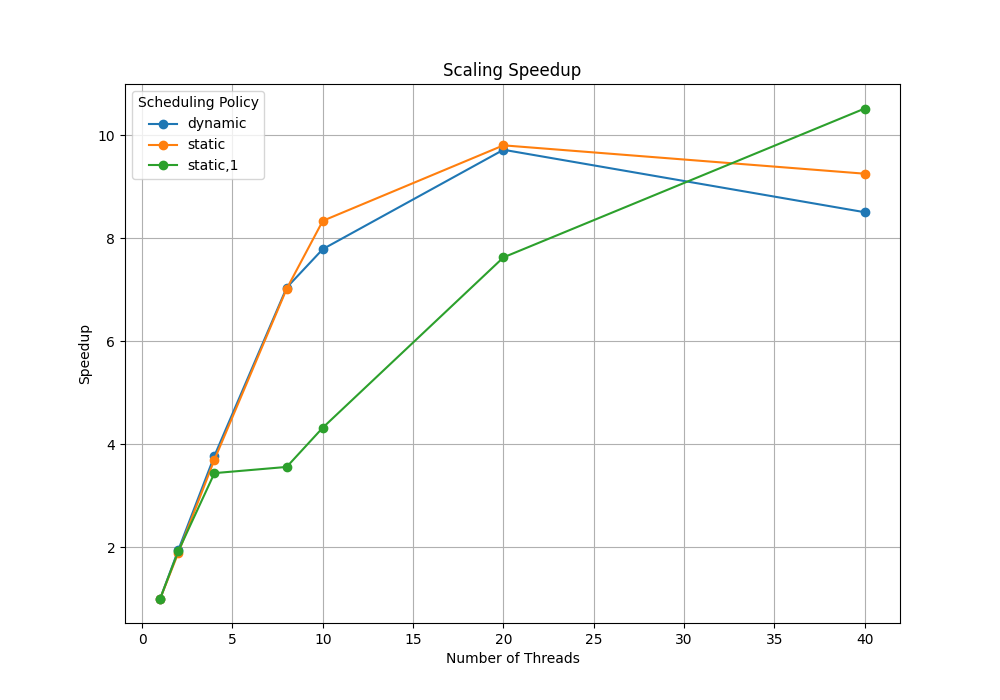 Scaling Speedup
Scheduling Policy
dynamic
static
static,1
10
8
6
4
2
Speedup
0 5 10 15 20 25 30 35 40
Number of Threads